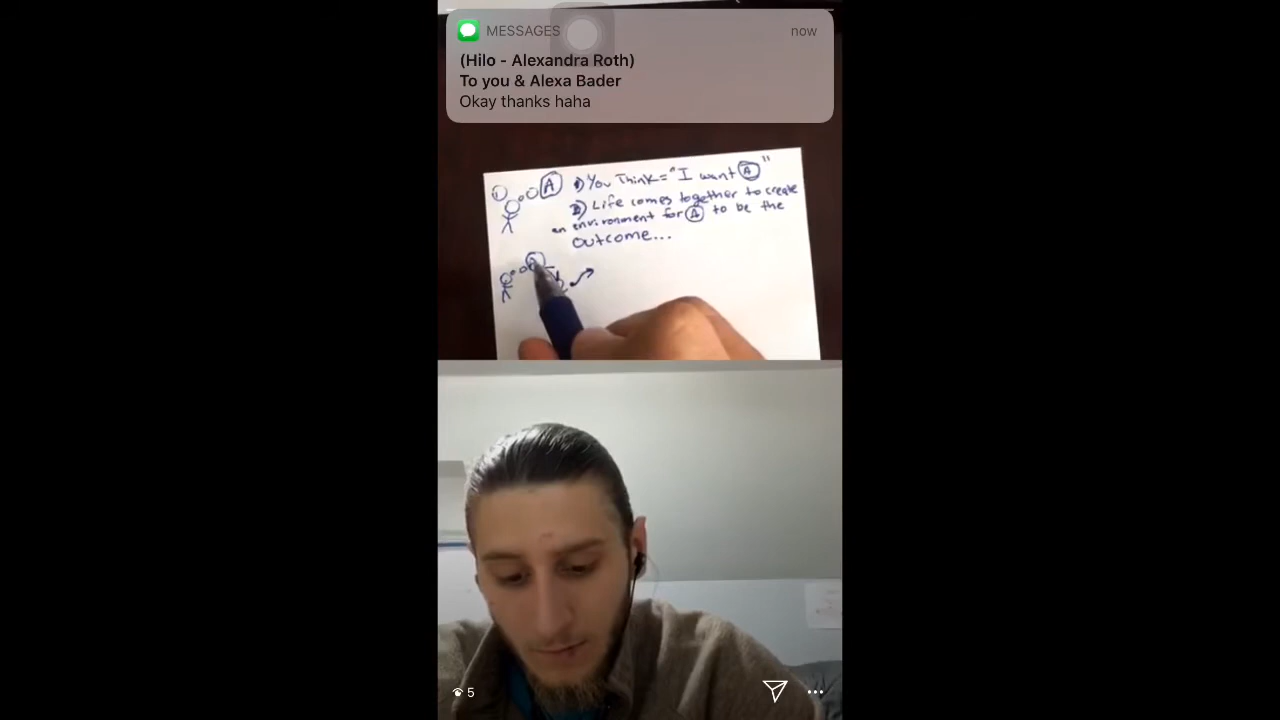 MESSAGES
now
(Hilo - Alexandra Roth)
To you & Alexa Bader
Okay thanks haha
A 1) You Think = "I want A"
2) Life comes together to create
an environment for A to be the
outcome...
5